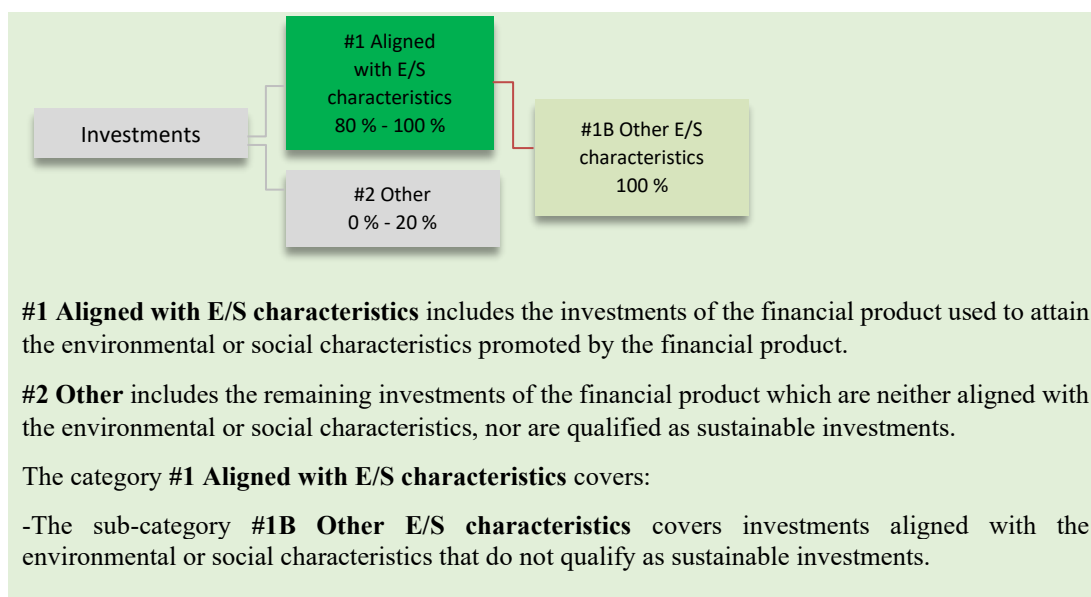 #1 Aligned
with E/S
characteristics
80 % - 100 %
Investments
#1B Other E/S
characteristics
100 %
#2 Other
0 % - 20 %
#1 Aligned with E/S characteristics includes the investments of the financial product used to attain
the environmental or social characteristics promoted by the financial product.
#2 Other includes the remaining investments of the financial product which are neither aligned with
the environmental or social characteristics, nor are qualified as sustainable investments.
The category #1 Aligned with E/S characteristics covers:
-The sub-category #1B Other E/S characteristics covers investments aligned with the
environmental or social characteristics that do not qualify as sustainable investments.